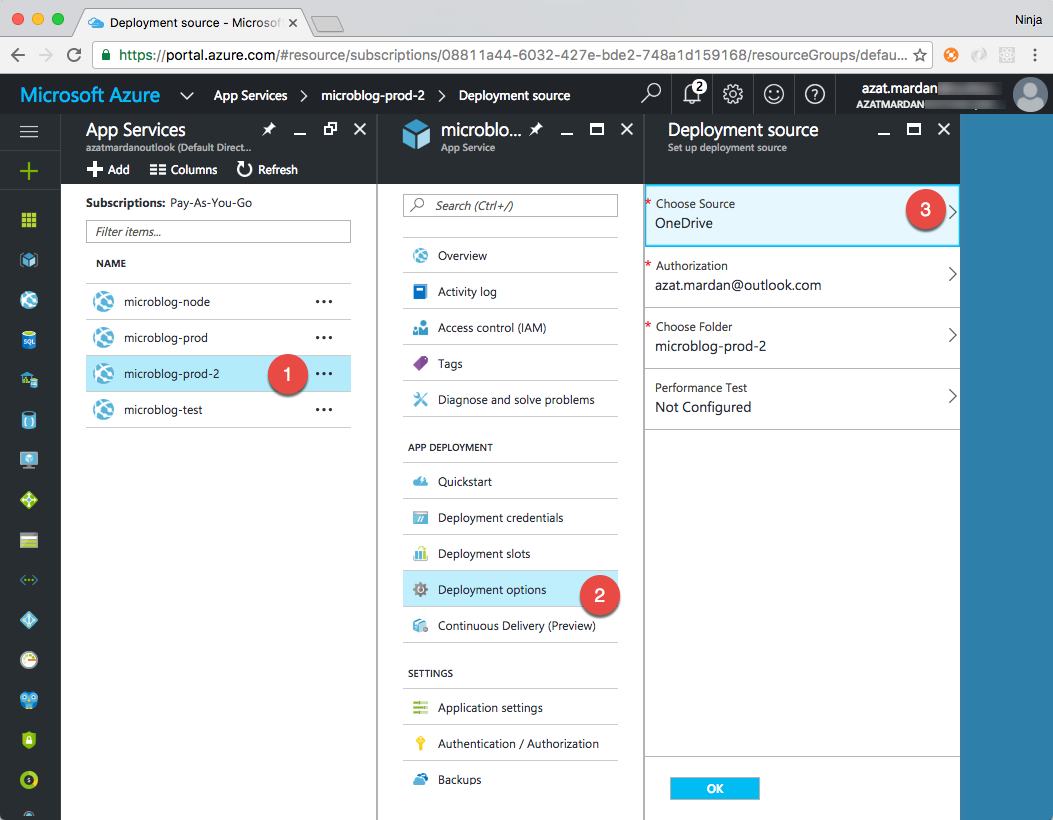 Deployment source - Microsof
Ninja
https://portal.azure.com/#resource/subscriptions/08811a44-6032-427e-bde2-748a1d159168/resourceGroups/defau...
Microsoft Azure
App Services
microblog-prod-2
Deployment source
2
azat.mardan
AZATMARDAN
App Services
azatmardanoutlook (Default Direct...
Add
Columns
Refresh
Subscriptions: Pay-As-You-Go
Filter items...
NAME
microblog-node
microblog-prod
microblog-prod-2
1
microblog-test
microblo...
App Service
Search (Ctrl+/)
Overview
Activity log
Access control (IAM)
Tags
Diagnose and solve problems
APP DEPLOYMENT
Quickstart
Deployment credentials
Deployment slots
Deployment options
2
Continuous Delivery (Preview)
SETTINGS
Application settings
Authentication / Authorization
Backups
Deployment source
Set up deployment source
* Choose Source
OneDrive
3
* Authorization
azat.mardan@outlook.com
* Choose Folder
microblog-prod-2
Performance Test
Not Configured
OK
SQL